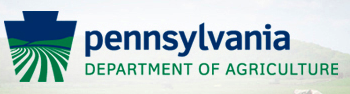 pennsylvania
DEPARTMENT OF AGRICULTURE